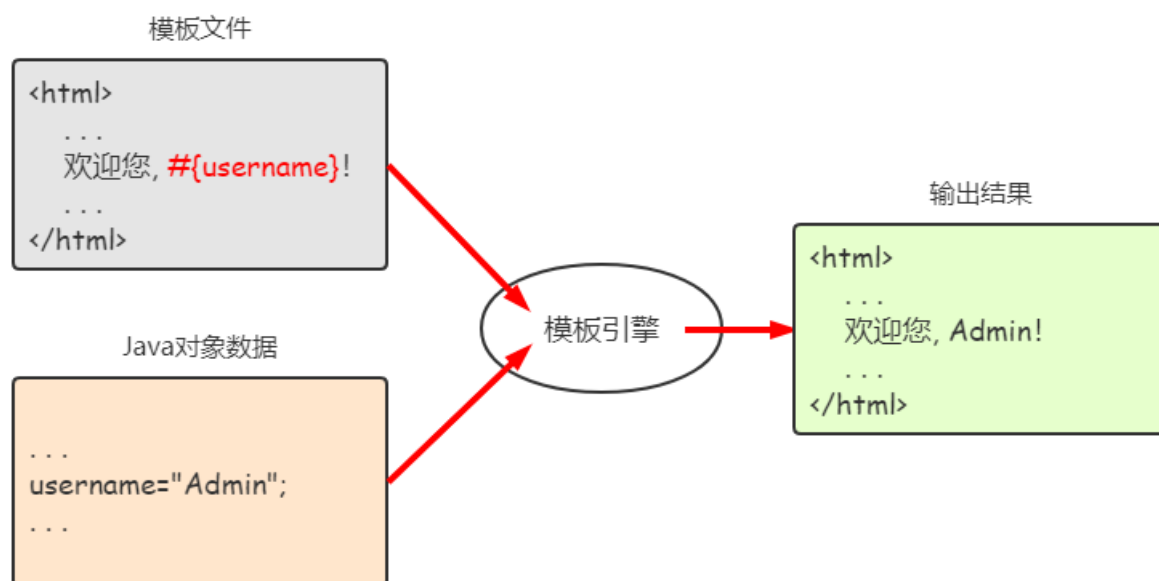 模板文件
<html>
. . .
欢迎您, #{username}!
. . .
</html>
Java对象数据
. . .
username="Admin";
. . .
模板引擎
输出结果
<html>
. . .
欢迎您, Admin!
. . .
</html>